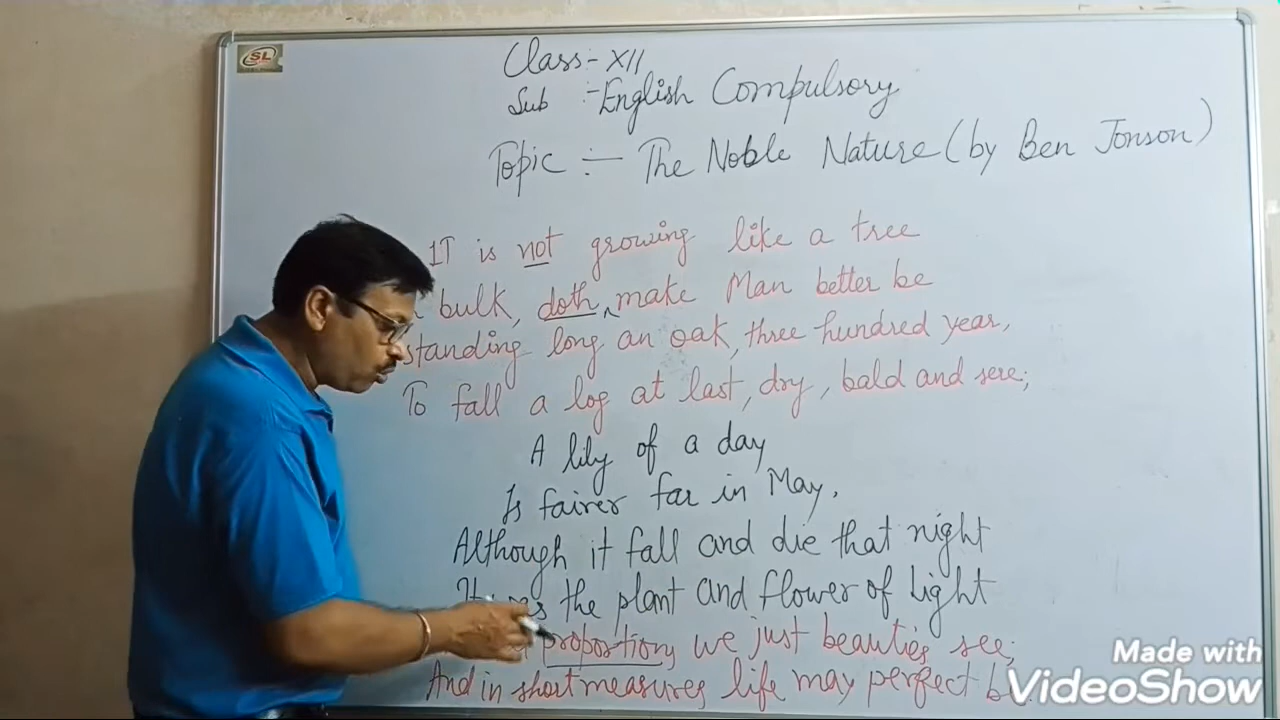 SL
Class:- XII
Sub :- English Compulsory
Topic :- The Noble Nature (by Ben Jonson)
IT is not growing like a tree
bulk, doth, make Man better be
standing long an oak, three hundred year,
To fall a log at last, dry, bald and sere;
A lily of a day
Is fairer far in May,
Although it fall and die that night
the plant and flower of light
proportions we just beauties see;
And in short measures life may perfect b
Made with
VideoShow